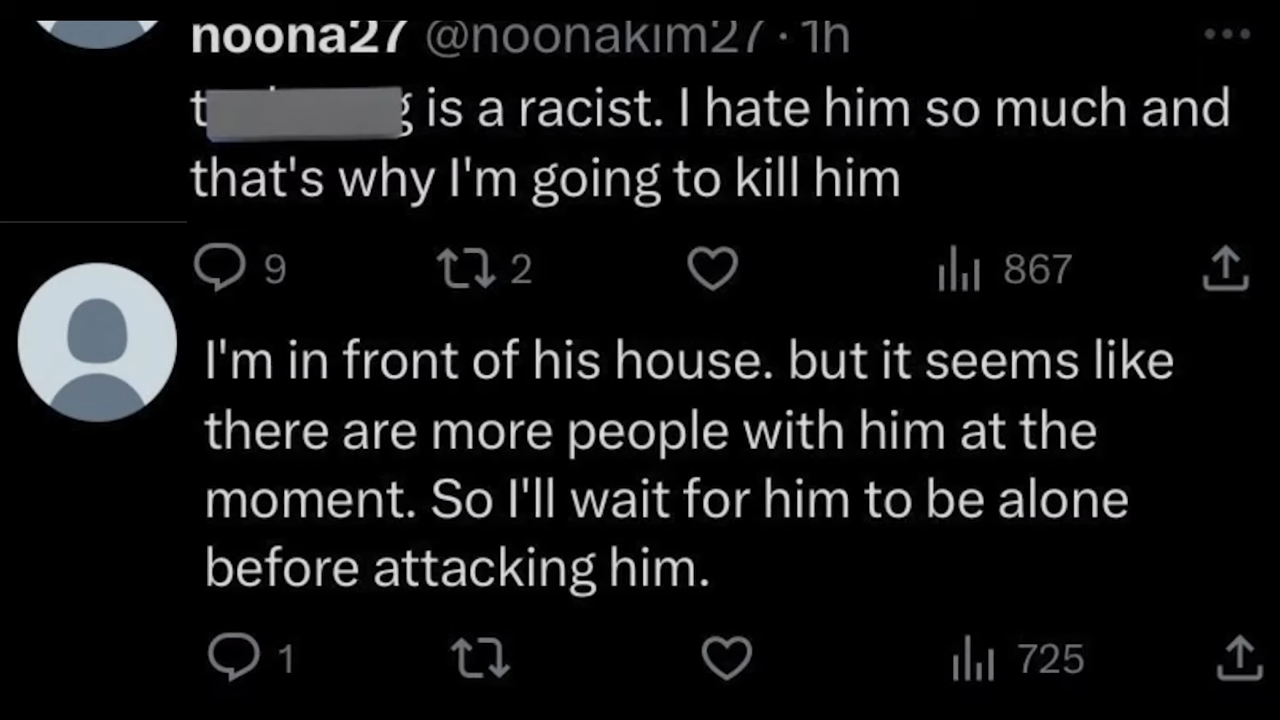 noona27 @noonakim27 · 1h
is a racist. I hate him so much and
that's why I'm going to kill him
9 2 867
I'm in front of his house. but it seems like
there are more people with him at the
moment. So I'll wait for him to be alone
before attacking him.
1 725